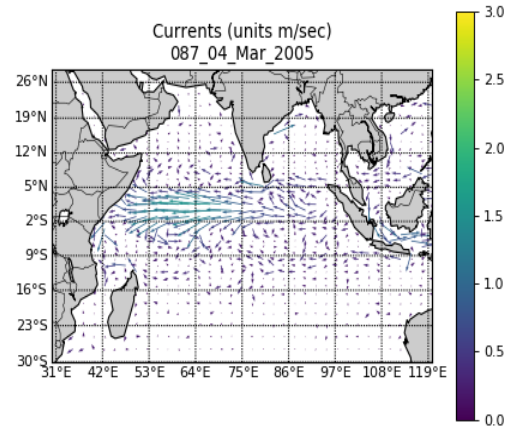 Currents (units m/sec)
087_04_Mar_2005
3.0
2.5
2.0
1.5
1.0
0.5
0.0
26°N
19°N
12°N
5°N
2°S
9°S
16°S
23°S
30°S
31°E 42°E 53°E 64°E 75°E 86°E 97°E 108°E 119°E